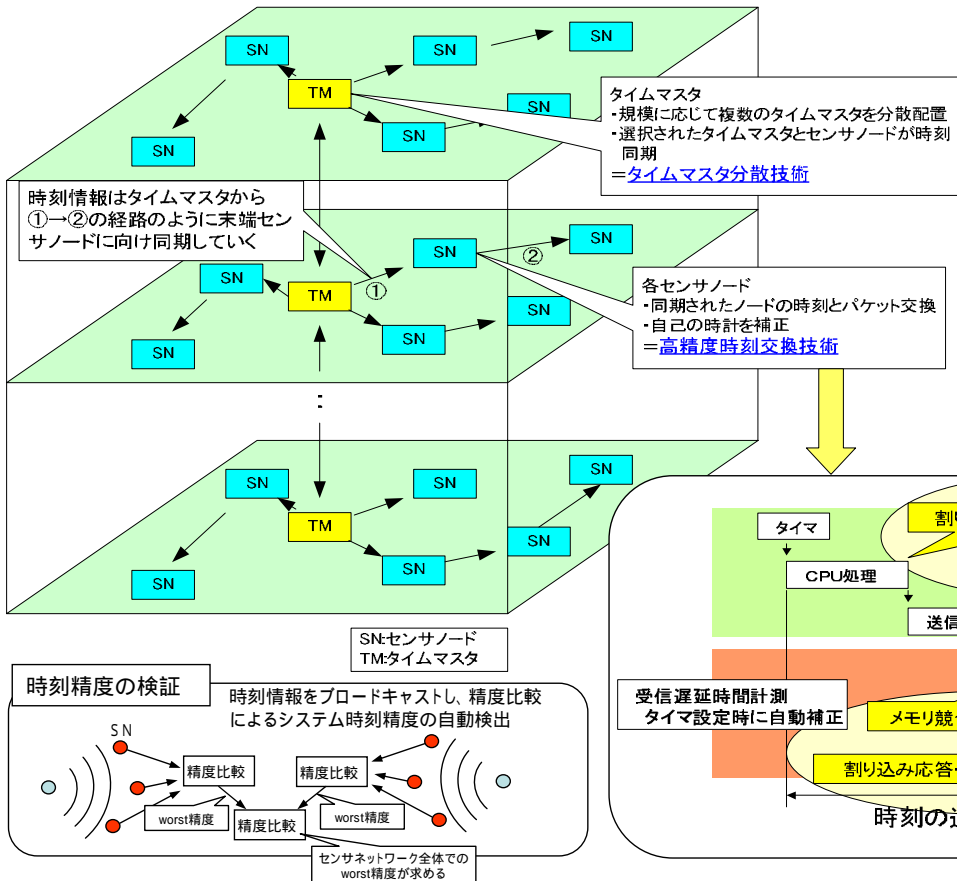 SN
SN
SN
TM
SN
SN
SN
タイムマスタ
・規模に応じて複数のタイムマスタを分散配置
・選択されたタイムマスタとセンサノードが時刻
同期
=タイムマスタ分散技術
時刻情報はタイムマスタから
①→②の経路のように末端セン
サノードに向け同期していく
SN
SN
②
SN
TM
①
SN
SN
SN
各センサノード
・同期されたノードの時刻とパケット交換
・自己の時計を補正
=高精度時刻交換技術
:
SN
SN
SN
TM
SN
SN
SN
SN:センサノード
TM:タイムマスタ
時刻精度の検証
時刻情報をブロードキャストし、精度比較
によるシステム時刻精度の自動検出
SN
精度比較
精度比較
worst精度
worst精度
精度比較
センサネットワーク全体での
worst精度が求める
タイマ
割り
CPU処理
送信
受信遅延時間計測
タイマ設定時に自動補正
メモリ競
割り込み応答・
時刻の